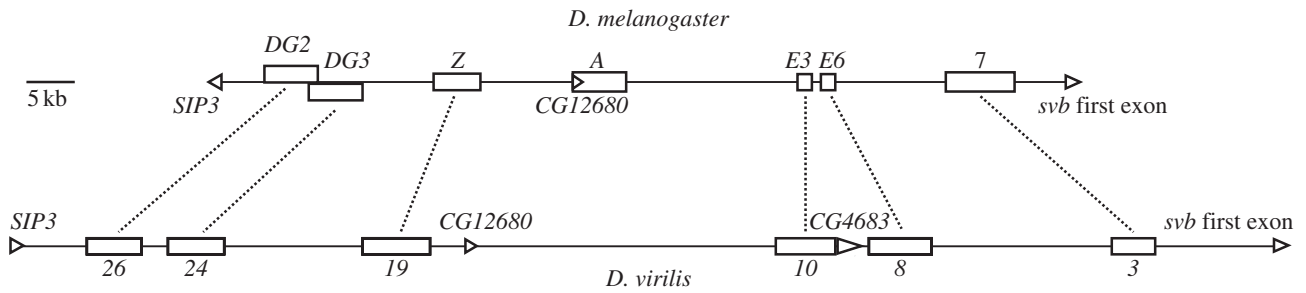 D. melanogaster
DG2
DG3
Z
A
E3 E6
7
5 kb
SIP3
CG12680
svb first exon
SIP3
CG12680
CG4683
svb first exon
26
24
19
10
8
3
D. virilis